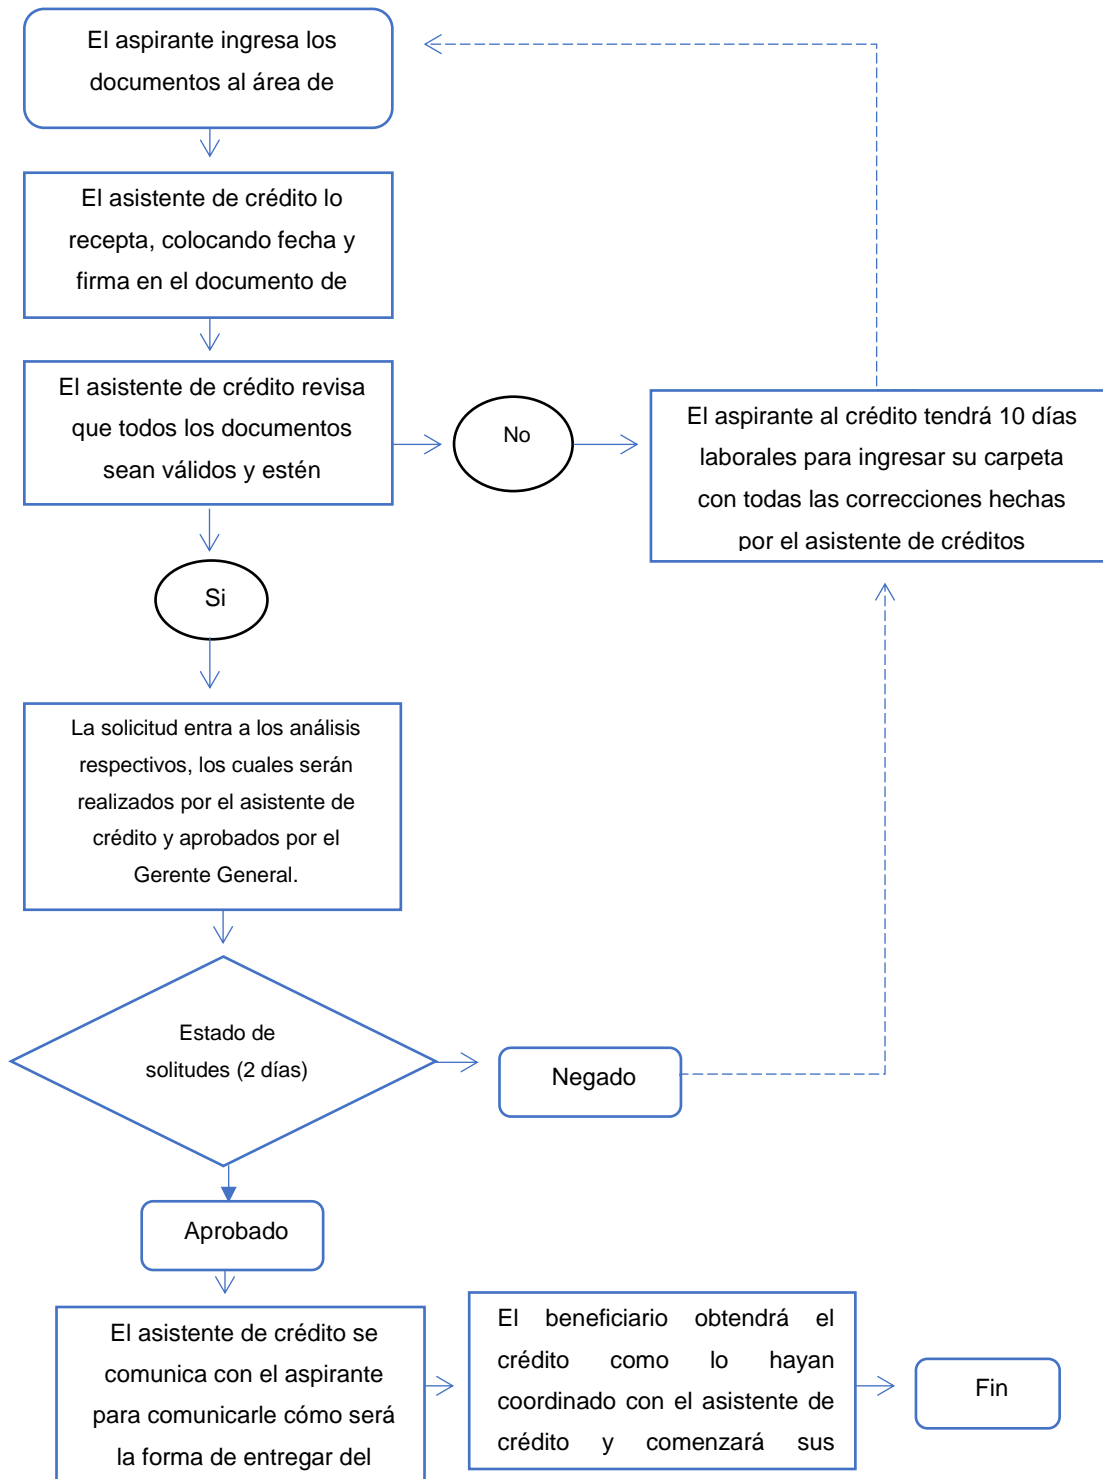 El aspirante ingresa los
documentos al área de
El asistente de crédito lo
recepta, colocando fecha y
firma en el documento de
El asistente de crédito revisa
que todos los documentos
sean válidos y estén
No
El aspirante al crédito tendrá 10 días
laborales para ingresar su carpeta
con todas las correcciones hechas
por el asistente de créditos
Si
La solicitud entra a los análisis
respectivos, los cuales serán
realizados por el asistente de
crédito y aprobados por el
Gerente General.
Estado de
solitudes (2 días)
Negado
Aprobado
El asistente de crédito se
comunica con el aspirante
para comunicarle cómo será
la forma de entregar del
El beneficiario obtendrá el
crédito como lo hayan
coordinado con el asistente de
crédito y comenzará sus
Fin